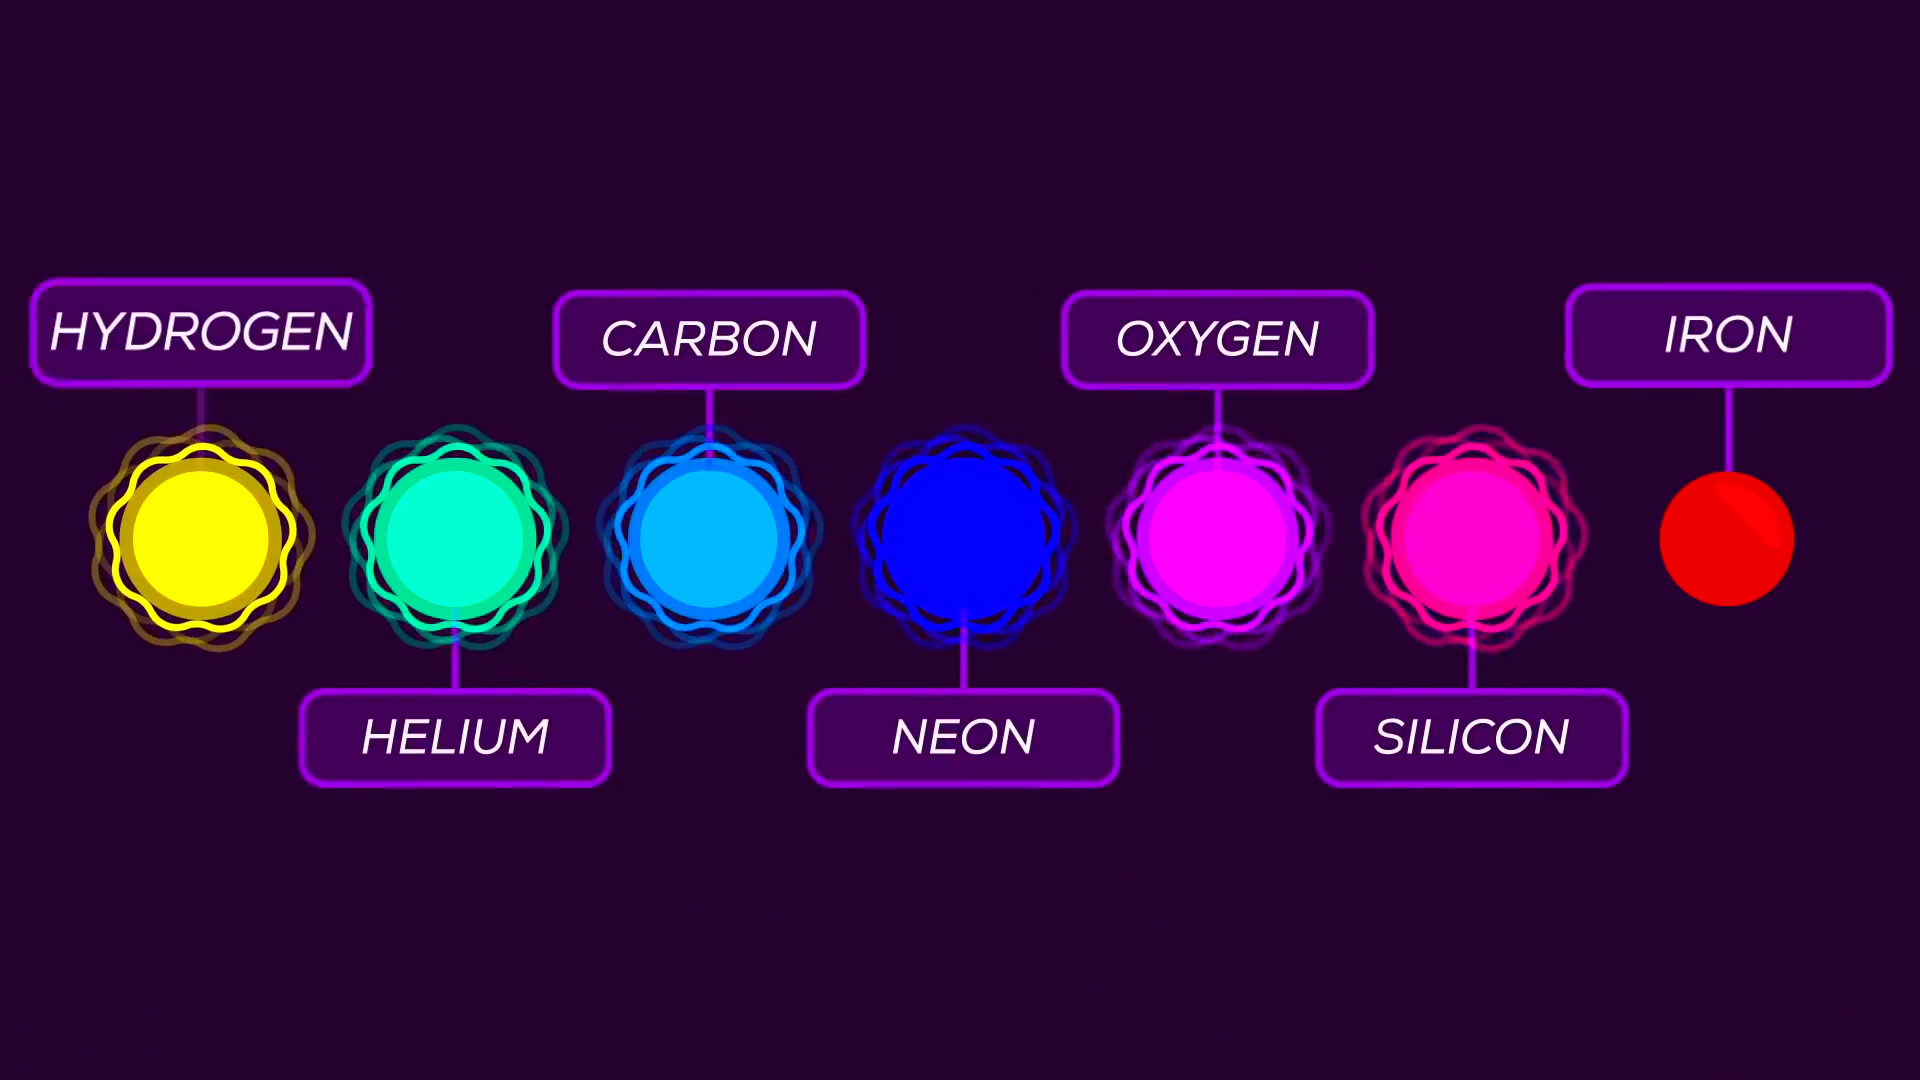 HYDROGEN
CARBON
OXYGEN
IRON
HELIUM
NEON
SILICON